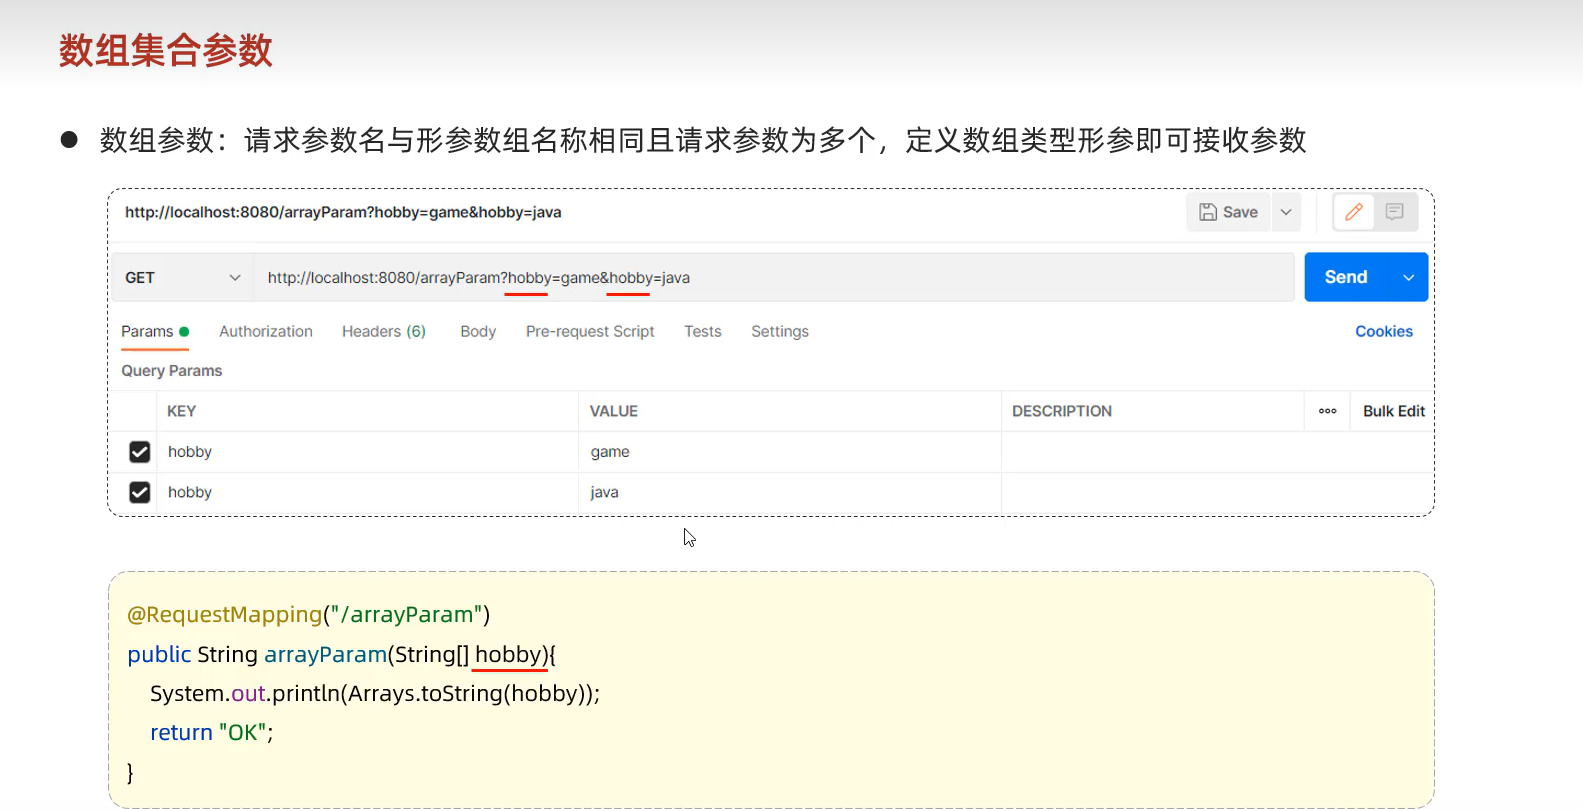 数组集合参数
● 数组参数：请求参数名与形参数组名称相同且请求参数为多个，定义数组类型形参即可接收参数
http://localhost:8080/arrayParam?hobby=game&hobby=java
Save
GET http://localhost:8080/arrayParam?hobby=game&hobby=java Send
Params Authorization Headers (6) Body Pre-request Script Tests Settings Cookies
Query Params
KEY VALUE DESCRIPTION ooo Bulk Edit
hobby game
hobby java
@RequestMapping("/arrayParam")
public String arrayParam(String[] hobby){
System.out.println(Arrays.toString(hobby));
return "OK";
}